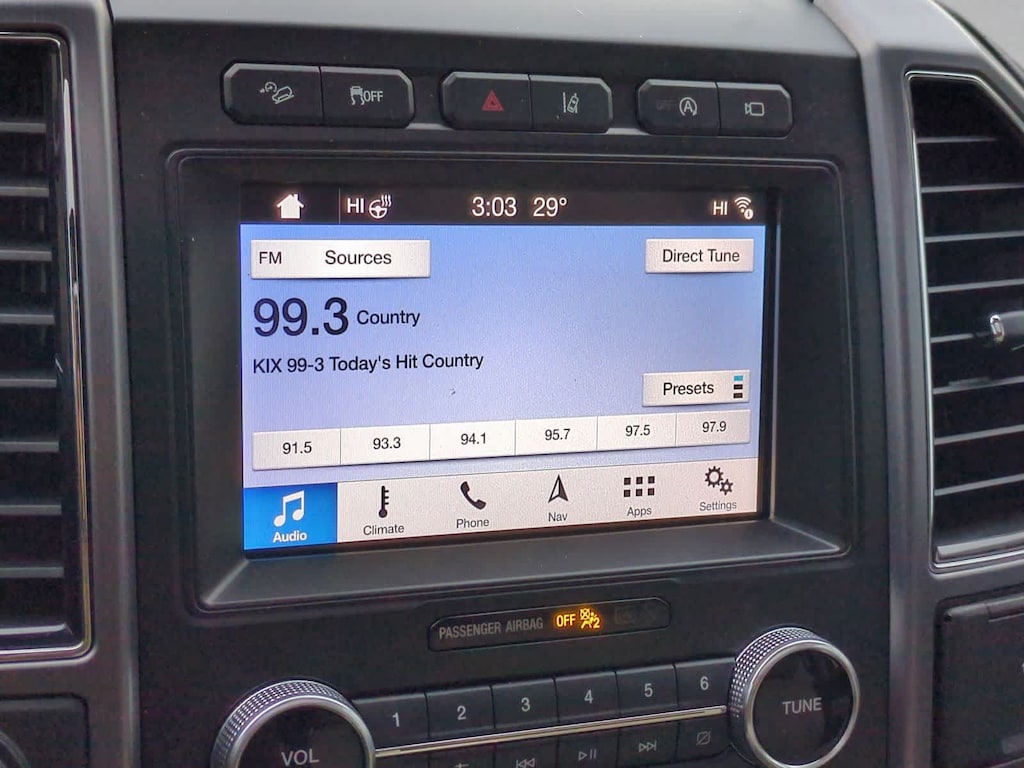 OFF
OFF A
HI 3:03 29° HI
FM Sources Direct Tune
99.3 Country
KIX 99-3 Today's Hit Country
Presets
91.5 93.3 94.1 95.7 97.5 97.9
Audio Climate Phone Nav Apps Settings
PASSENGER AIRBAG OFF 2
1 2 3 4 5 6
VOL TUNE